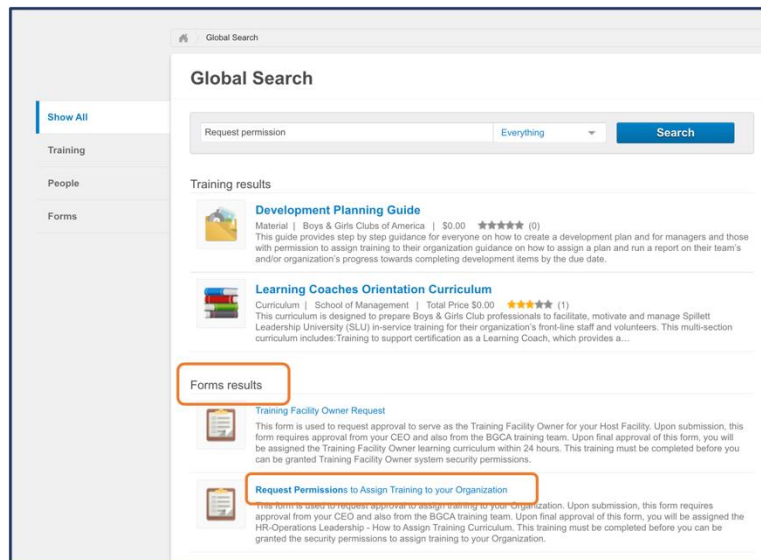 Global Search
Global Search
Show All
Training
People
Forms
Request permission
Everything
Search
Training results
Development Planning Guide
Material | Boys & Girls Clubs of America | $0.00 (0)
This guide provides step by step guidance for everyone on how to create a development plan and for managers and those
with permission to assign training to their organization guidance on how to assign a plan and run a report on their team's
and/or organization's progress towards completing development items by the due date.
Learning Coaches Orientation Curriculum
Curriculum | School of Management | Total Price $0.00 (1)
This curriculum is designed to prepare Boys & Girls Club professionals to facilitate, motivate and manage Spillett
Leadership University (SLU) in-service training for their organization's front-line staff and volunteers. This multi-section
curriculum includes:Training to support certification as a Learning Coach, which provides a...
Forms results
Training Facility Owner Request
This form is used to request approval to serve as the Training Facility Owner for your Host Facility. Upon submission, this
form requires approval from your CEO and also from the BGCA training team. Upon final approval of this form, you will
be assigned the Training Facility Owner learning curriculum within 24 hours. This training must be completed before you
can be granted Training Facility Owner system security permissions.
Request Permissions to Assign Training to your Organization
This form is used to request approval to assign training to your Organization. Upon submission, this form requires
approval from your CEO and also from the BGCA training team. Upon final approval of this form, you will be assigned the
HR-Operations Leadership - How to Assign Training Curriculum. This training must be completed before you can be
granted the security permissions to assign training to your Organization.